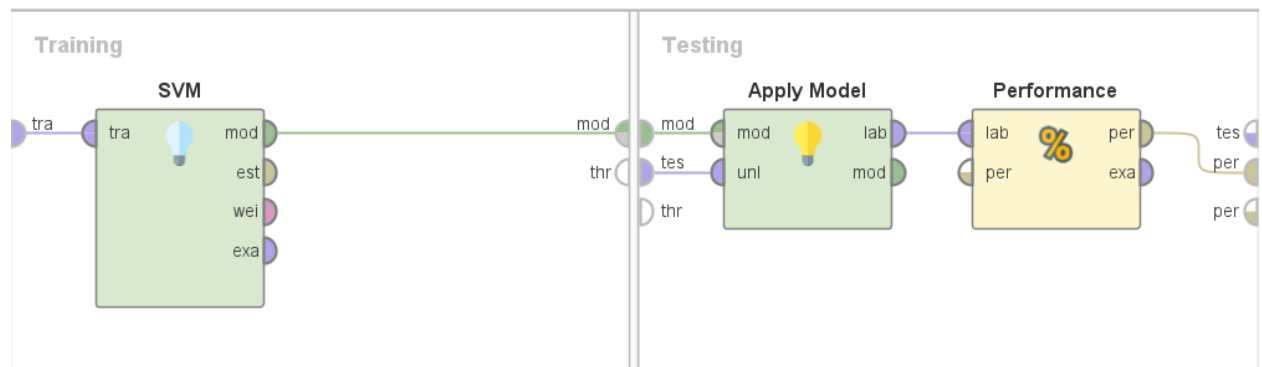 Training
Testing
SVM
Apply Model
Performance
tra
tra
mod
mod
mod
mod
lab
lab
per
tes
est
thr
tes
unl
mod
per
exa
per
wei
thr
per
exa
%